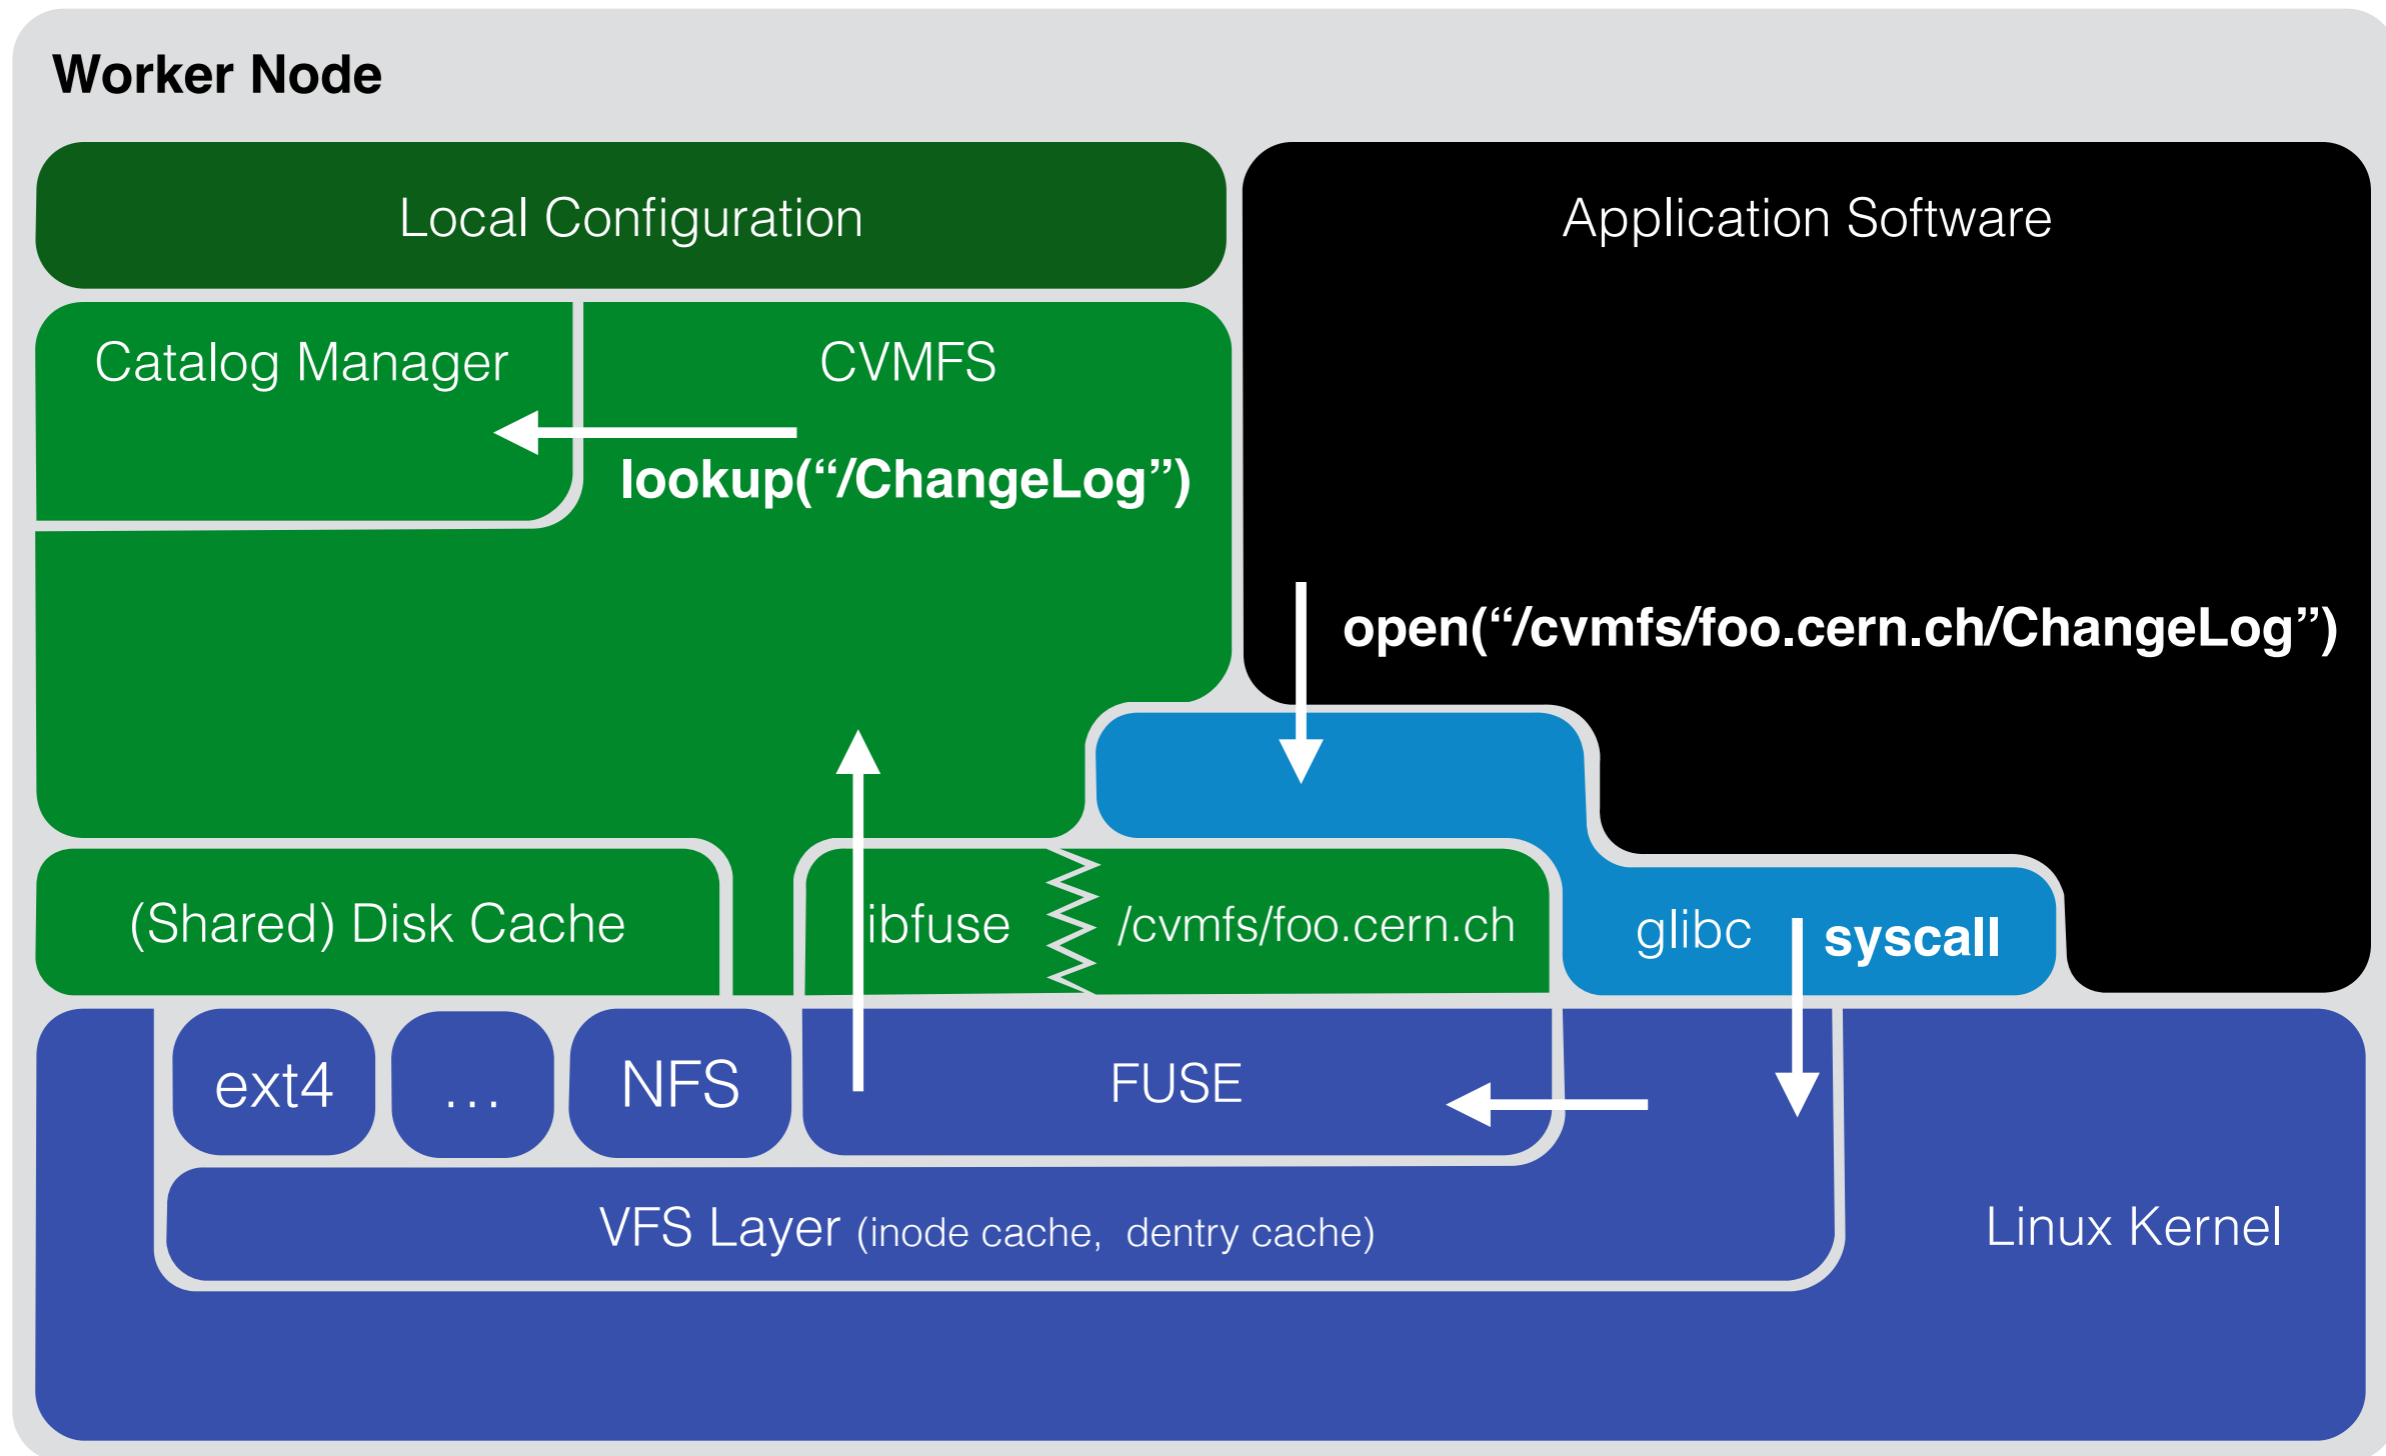 Worker Node
Local Configuration
Application Software
Catalog Manager
CVMFS
lookup(“/ChangeLog”)
open(“/cvmfs/foo.cern.ch/ChangeLog”)
(Shared) Disk Cache
ibfuse
/cvmfs/foo.cern.ch
glibc
syscall
ext4
...
NFS
FUSE
VFS Layer (inode cache, dentry cache)
Linux Kernel